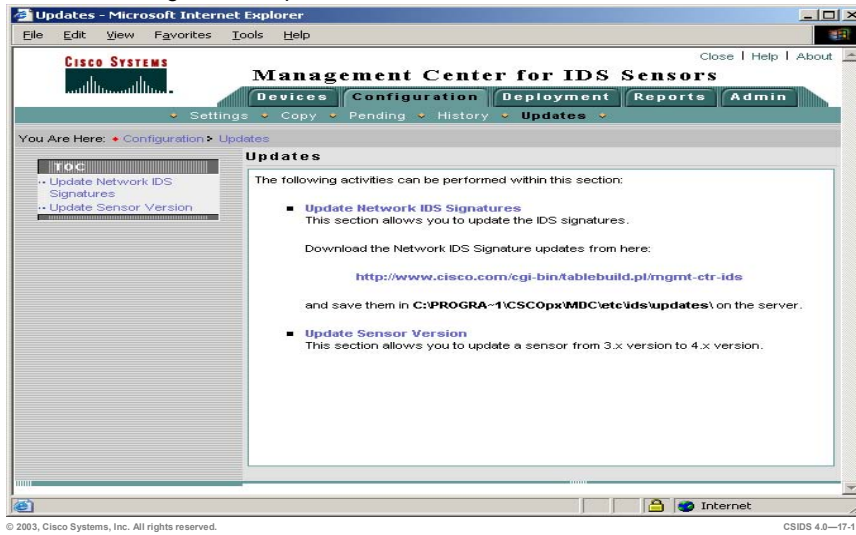 Updates - Microsoft Internet Explorer
File Edit View Favorites Tools Help
Close | Help | About
CISCO SYSTEMS
Management Center for IDS Sensors
Devices Configuration Deployment Reports Admin
Settings Copy Pending History Updates
You Are Here: Configuration > Updates
TOC
Update Network IDS
Signatures
Update Sensor Version
Updates
The following activities can be performed within this section:
Update Network IDS Signatures
This section allows you to update the IDS signatures.
Download the Network IDS Signature updates from here:
http://www.cisco.com/cgi-bin/tablebuild.pl/mgmt-ctr-ids
and save them in C:\PROGRA~1\CSCOpx\MDC\etc\ids\updates\ on the server.
Update Sensor Version
This section allows you to update a sensor from 3.x version to 4.x version.
Internet
© 2003, Cisco Systems, Inc. All rights reserved.
CSIDS 4.0—17-1